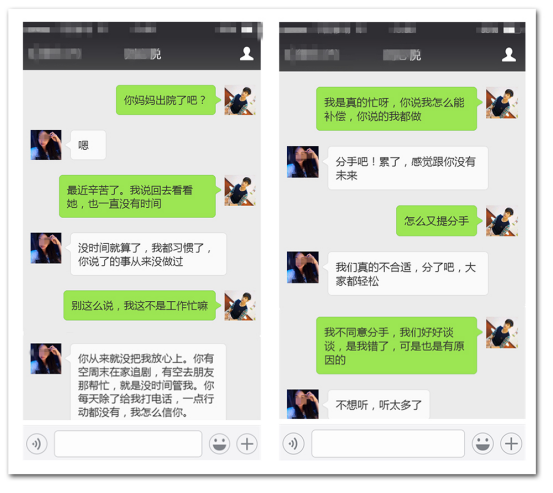 脱
你妈妈出院了吧？
嗯
最近辛苦了。我说回去看看
她，也一直没有时间
没时间就算了，我都习惯了，
你说了的事从来没做过
别这么说，我这不是工作忙嘛
你从来就没把我放心上。你有
空周末在家追剧，有空去朋友
那帮忙，就是没时间管我。你
每天除了给我打电话，一点行
动都没有，我怎么信你。
脱
我是真的忙呀，你说我怎么能
补偿，你说的我都做
分手吧！累了，感觉跟你没有
未来
怎么又提分手
我们真的不合适，分了吧，大
家都轻松
我不同意分手，我们好好谈
谈，是我错了，可是也是有原
因的
不想听，听太多了